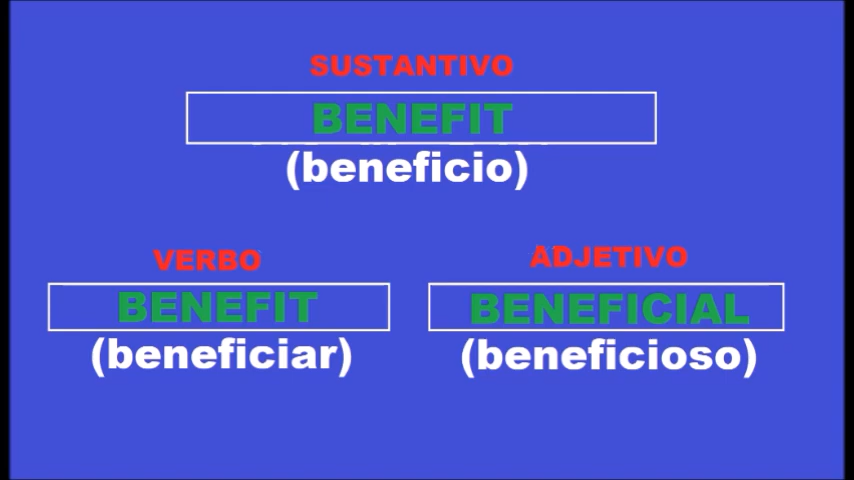 SUSTANTIVO
BENEFIT
(beneficio)
VERBO
BENEFIT
(beneficiar)
ADJETIVO
BENEFICIAL
(beneficioso)